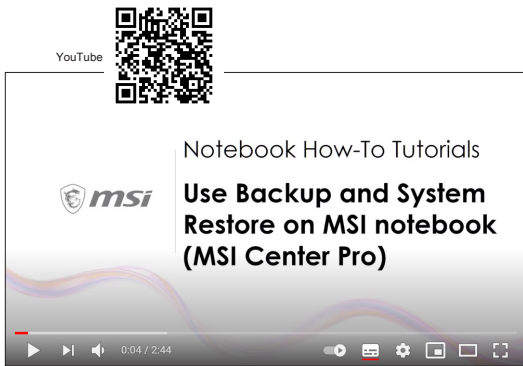 YouTube
Notebook How-To Tutorials
msi
Use Backup and System
Restore on MSI notebook
(MSI Center Pro)
0:04 / 2:44